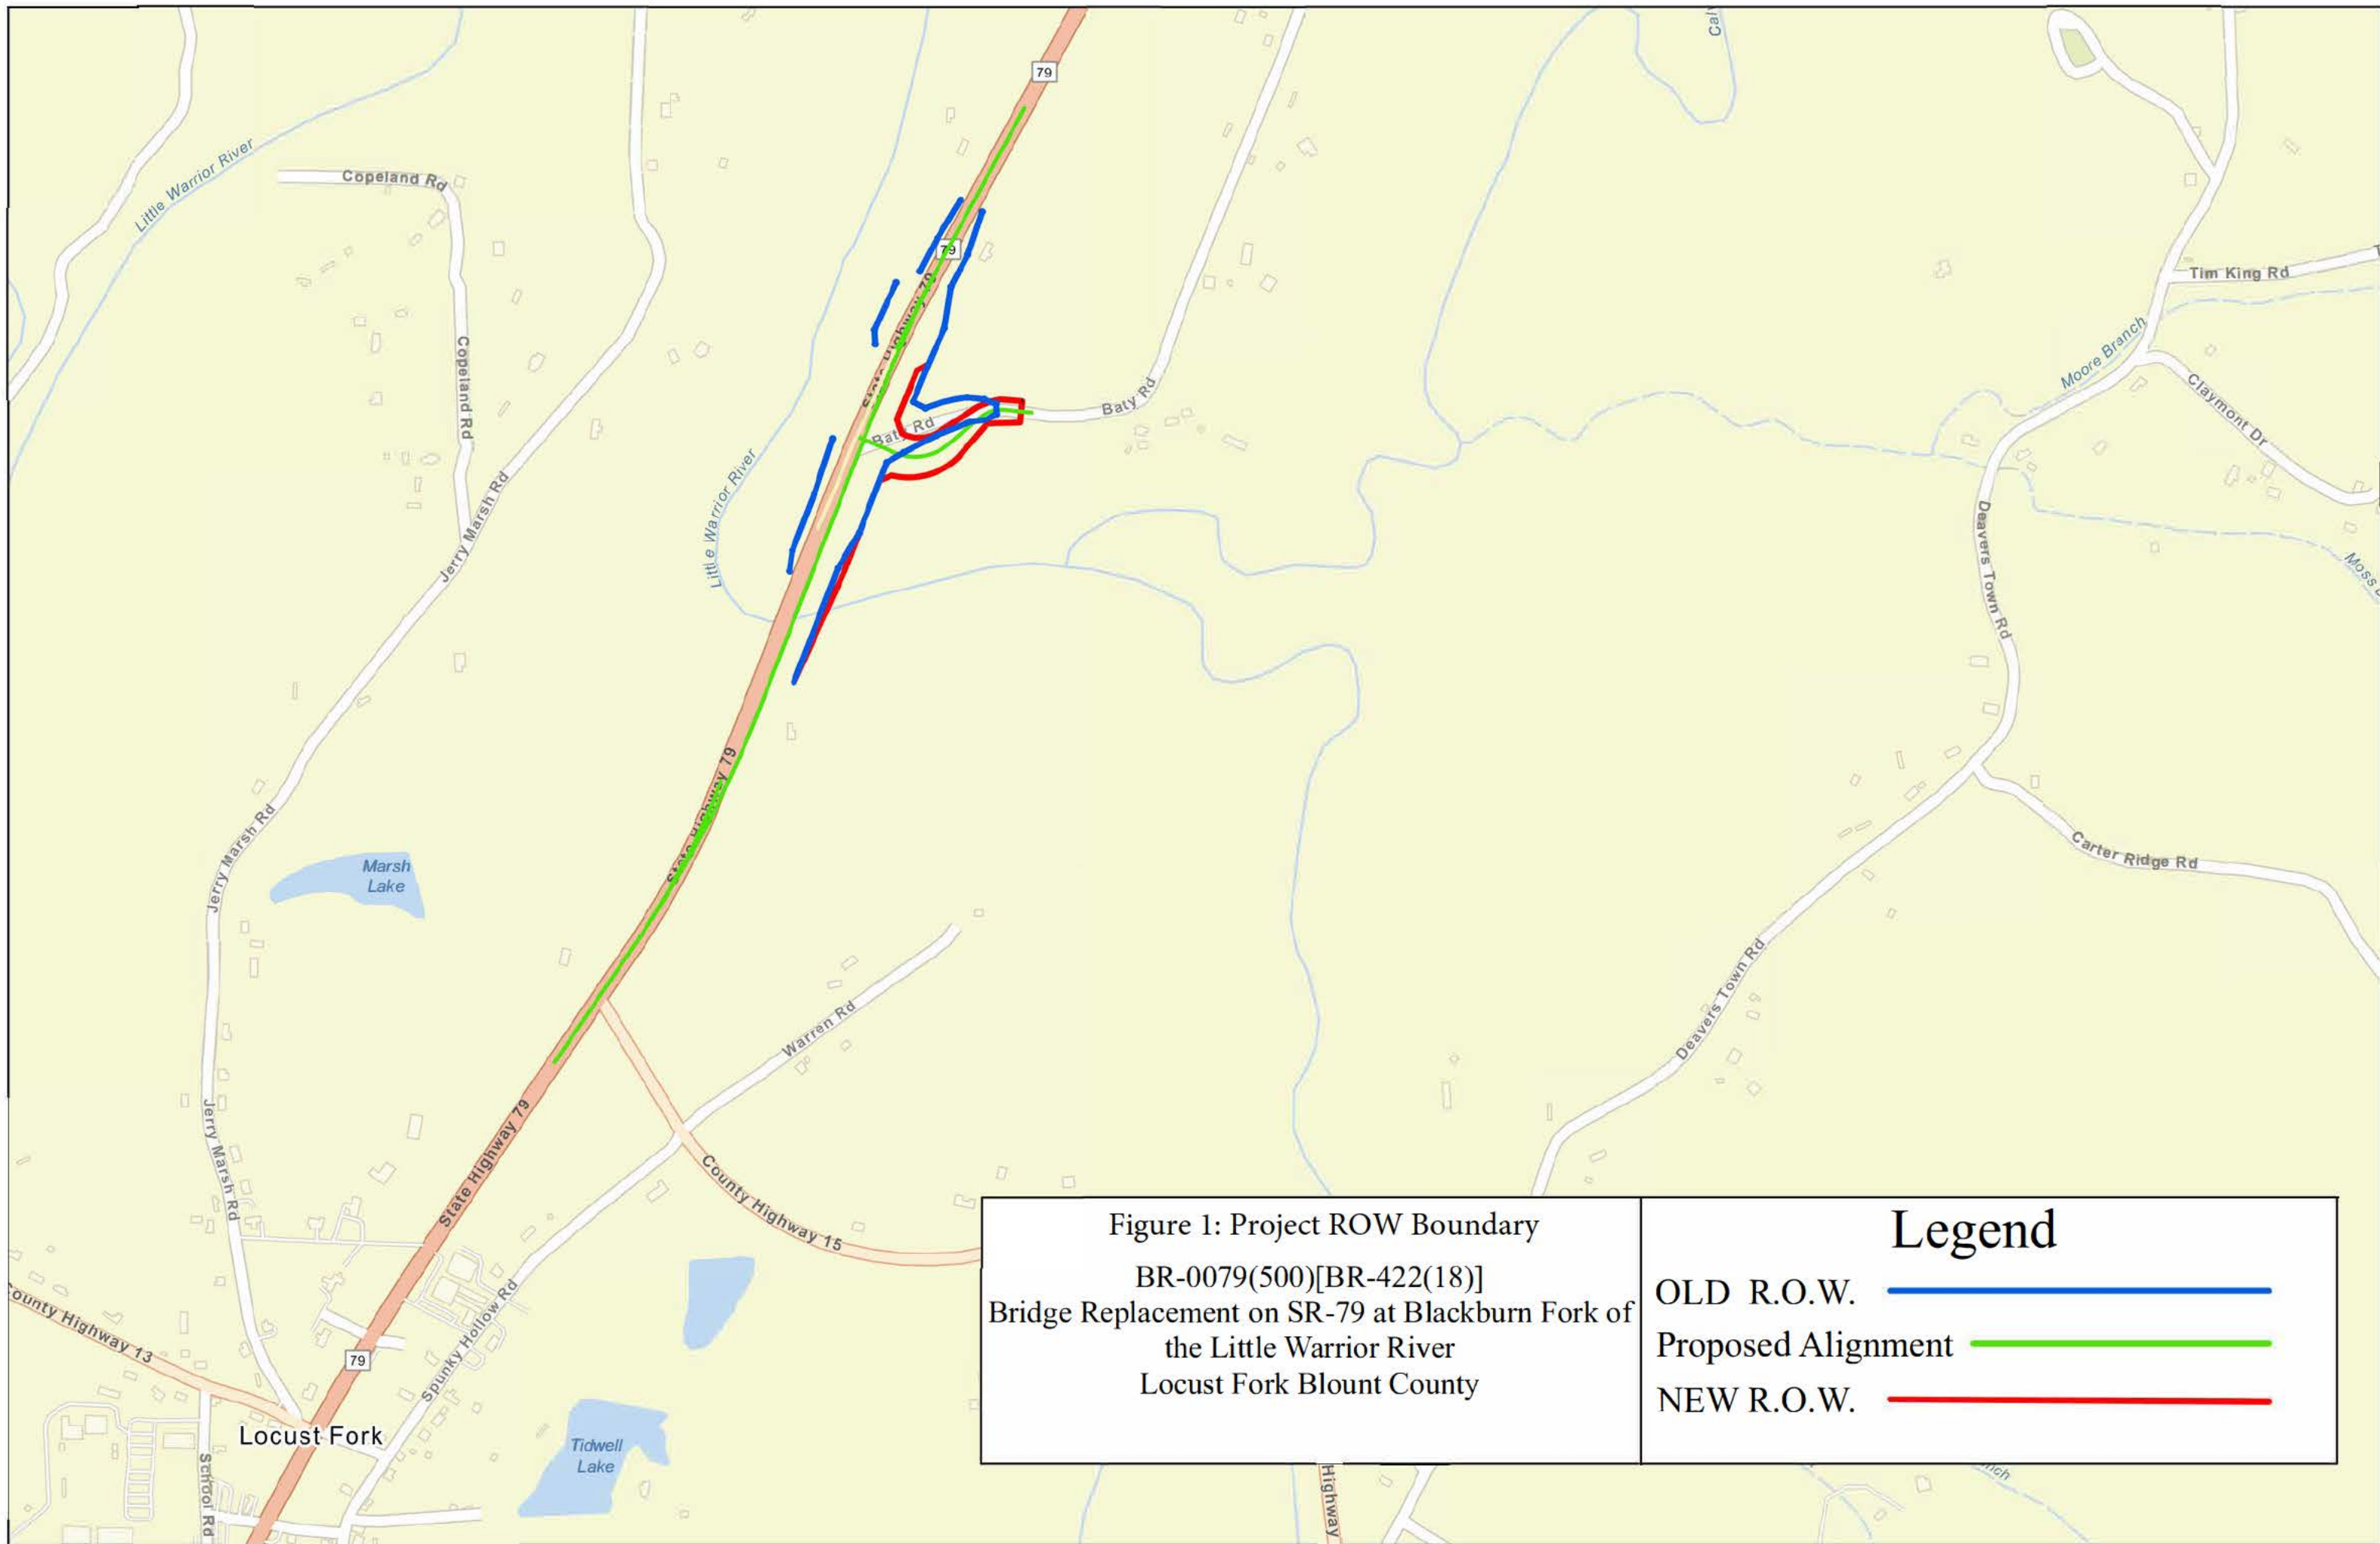 Cal
79
Little Warrior River
Copeland Rd
79
Tim King Rd
State Highway 79
Moore Branch
Copeland Rd
Baty Rd
Claymont Dr
Baty Rd
Little Warrior River
Jerry Marsh Rd
Deavers Town Rd
Moss
State Highway 79
Jerry Marsh Rd
Marsh
Lake
Carter Ridge Rd
Deavers Town Rd
Warren Rd
State Highway 79
Jerry Marsh Rd
County Highway 15
Figure 1: Project ROW Boundary
BR-0079(500)[BR-422(18)]
Bridge Replacement on SR-79 at Blackburn Fork of
the Little Warrior River
Locust Fork Blount County
Legend
OLD R.O.W.
Proposed Alignment
NEW R.O.W.
ounty Highway 13
Spunky Hollow Rd
79
Locust Fork
Tidwell
Lake
School Rd
Highway
nch